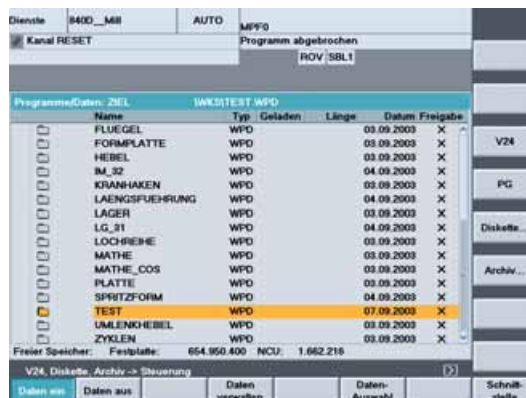 Dienste 840D__Mill AUTO MPF0
Kanal RESET Programm abgebrochen
ROV SBL1
Programme/Daten: ZIEL \WKS\TEST.WPD
Name Typ Geladen Länge Datum Freigabe
FLUEGEL WPD 03.09.2003 X
FORMPLATTE WPD 03.09.2003 X
HEBEL WPD 03.09.2003 X
IM_32 WPD 04.09.2003 X
KRANHAKEN WPD 03.09.2003 X
LAENGSFUEHRUNG WPD 04.09.2003 X
LAGER WPD 03.09.2003 X
LG_31 WPD 04.09.2003 X
LOCHREIHE WPD 03.09.2003 X
MATHE WPD 03.09.2003 X
MATHE_COS WPD 03.09.2003 X
PLATTE WPD 03.09.2003 X
SPRITZFORM WPD 04.09.2003 X
TEST WPD 07.09.2003 X
UMLENKHEBEL WPD 03.09.2003 X
ZYKLEN WPD 03.09.2003 X
Freier Speicher: Festplatte: 654.950.400 NCU: 1.662.216
V24, Diskette, Archiv -> Steuerung
V24
PG
Diskette...
Archiv...
Daten ein
Daten aus
Daten verwalten
Daten-Auswahl
Schnitt-stelle